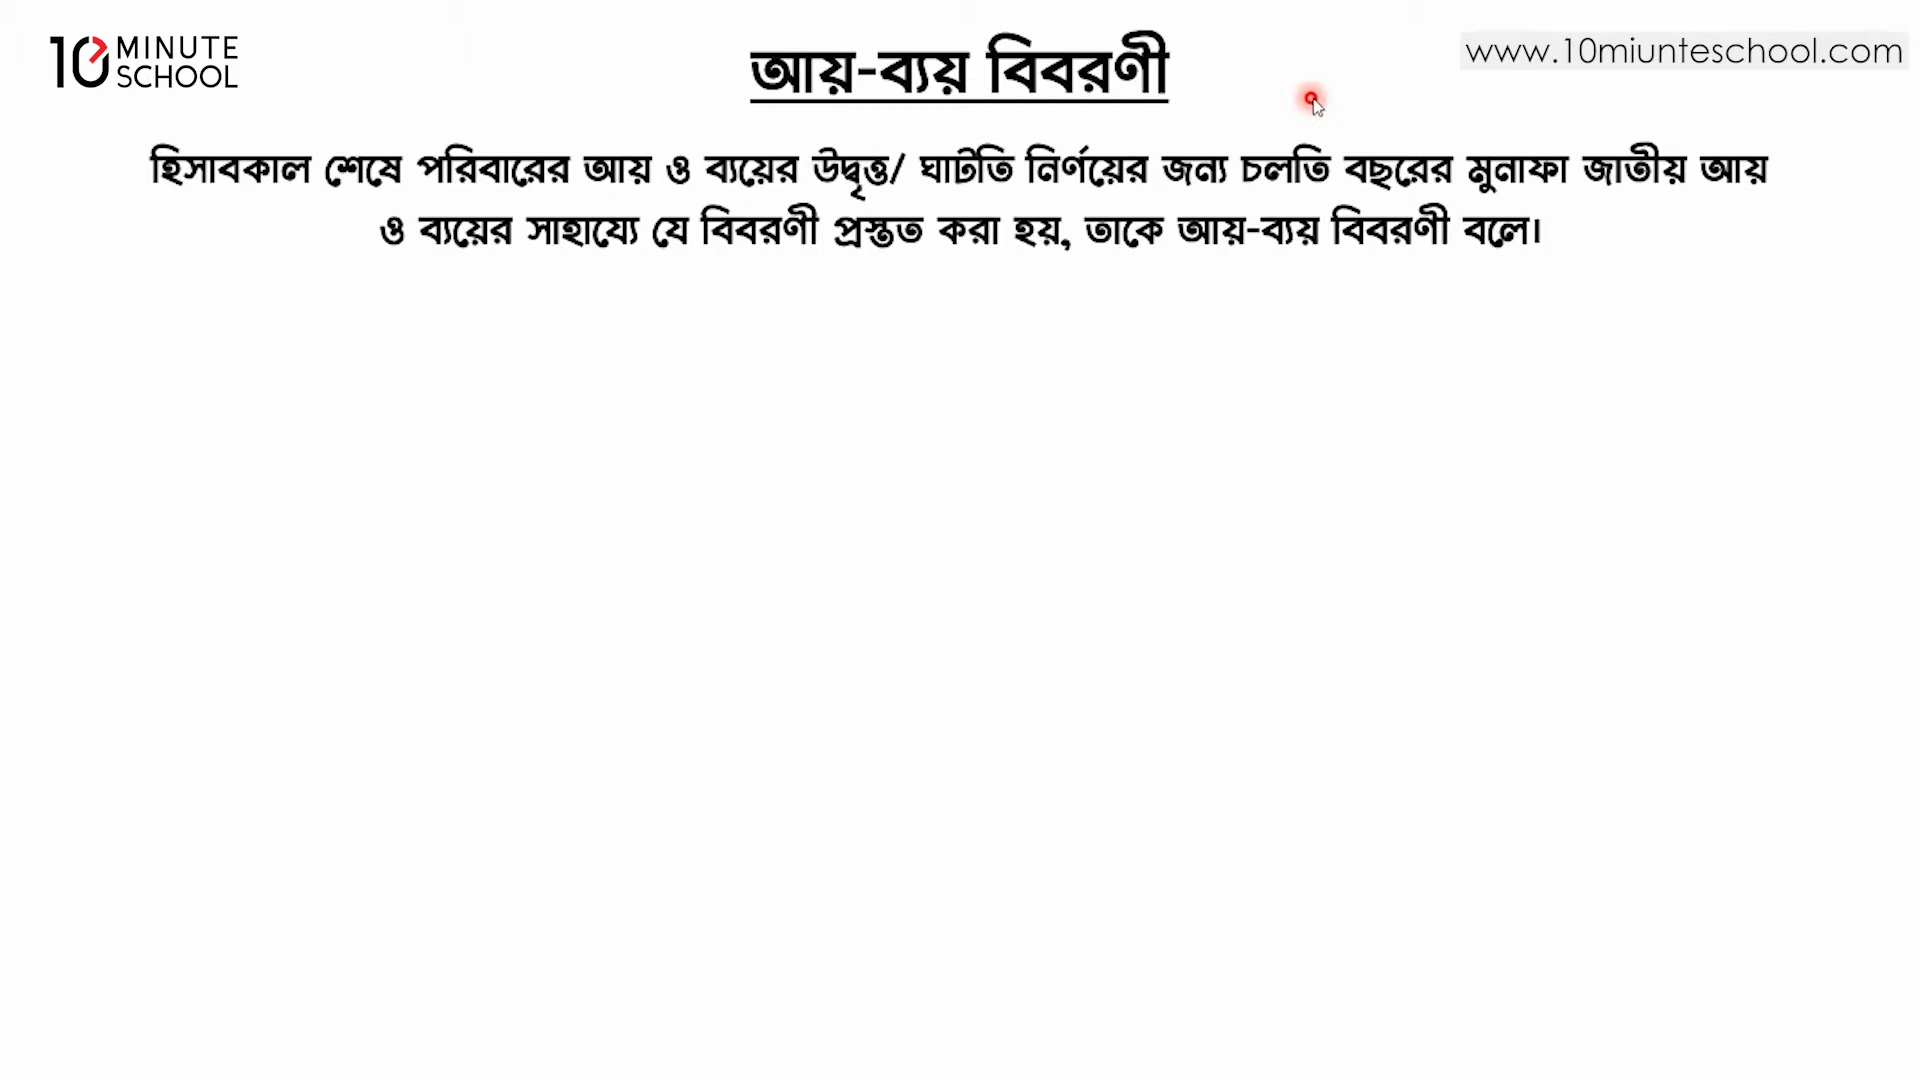 10 MINUTE SCHOOL
আয়-ব্যয় বিবরণী
www.10miunteschool.com
হিসাবকাল শেষে পরিবারের আয় ও ব্যয়ের উদ্বৃত্ত/ ঘাটতি নির্ণয়ের জন্য চলতি বছরের মুনাফা জাতীয় আয়
ও ব্যয়ের সাহায্যে যে বিবরণী প্রস্তত করা হয়, তাকে আয়-ব্যয় বিবরণী বলে।